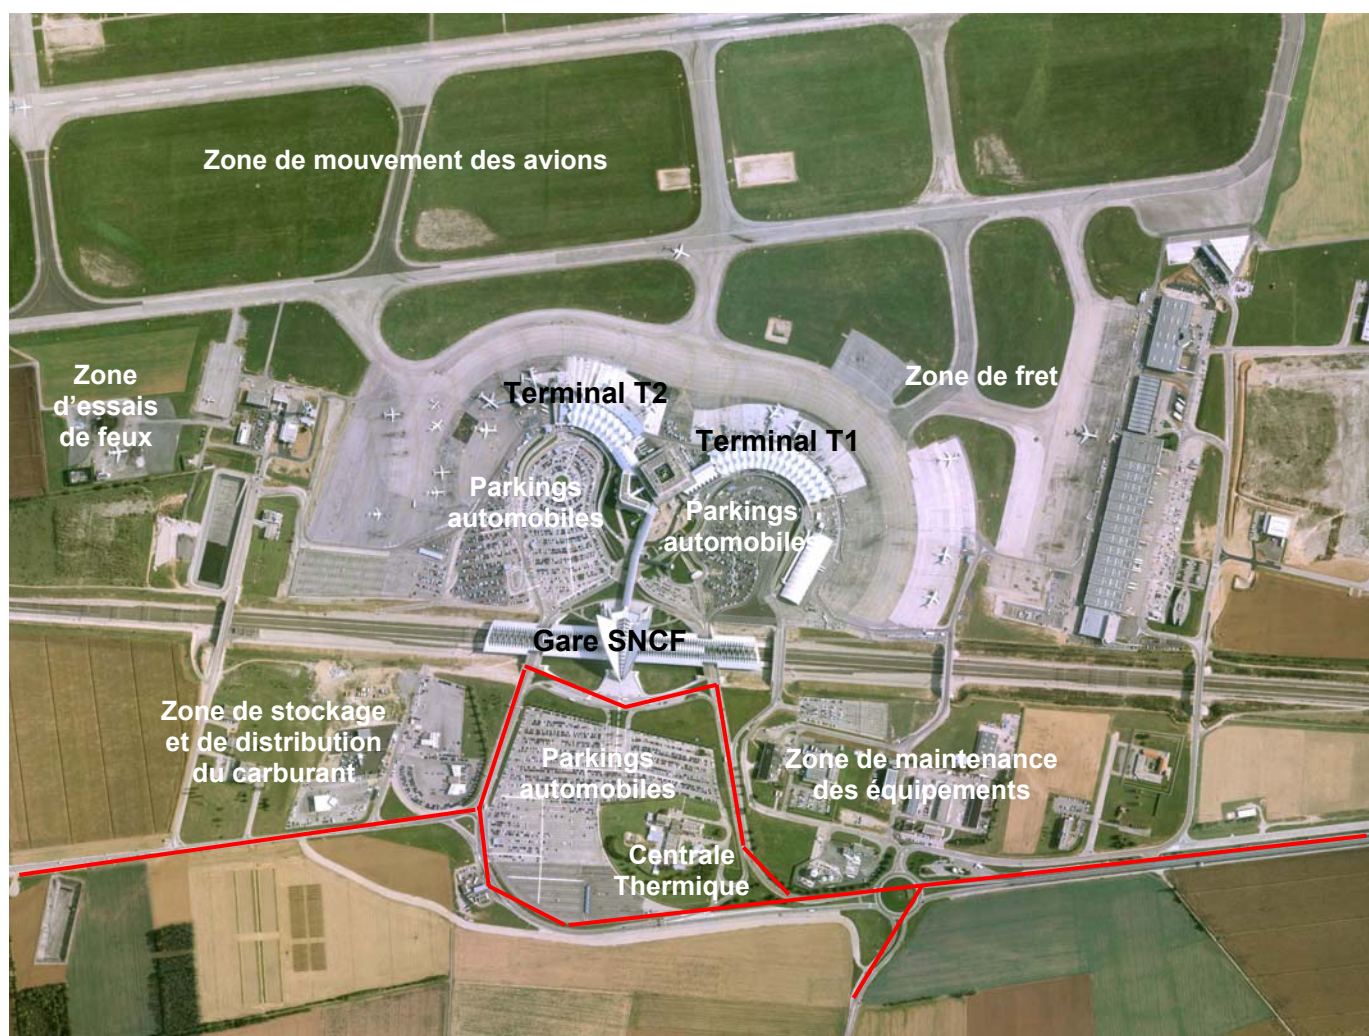 Zone de mouvement des avions
Zone
d’essais
de feux
Terminal T2
Zone de fret
Terminal T1
Parkings
automobiles
Parkings
automobiles
Gare SNCF
Zone de stockage
et de distribution
du carburant
Parkings
automobiles
Zone de maintenance
des équipements
Centrale
Thermique